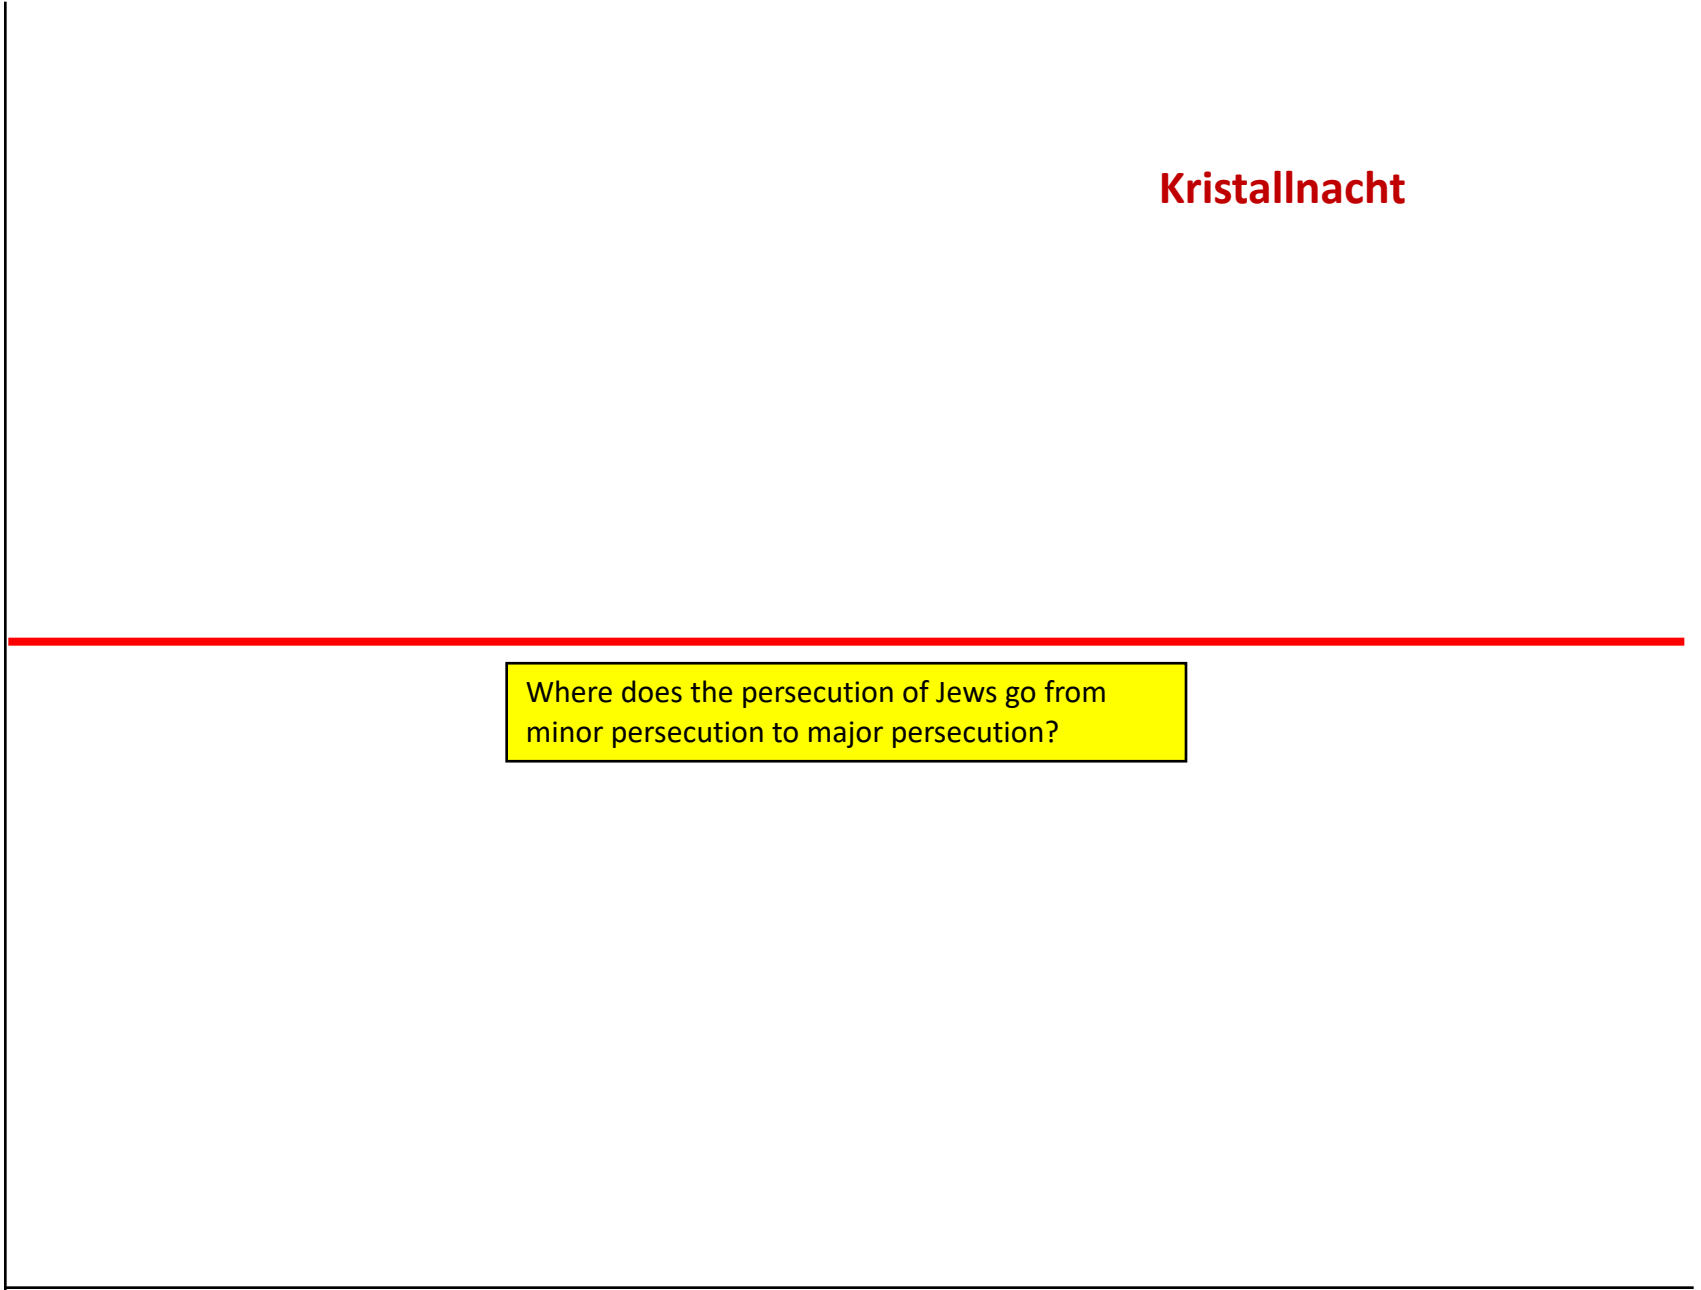 Kristallnacht
Where does the persecution of Jews go from
minor persecution to major persecution?